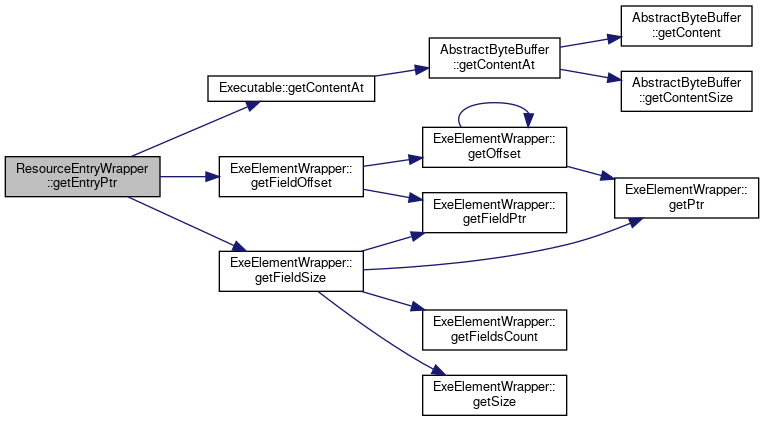 ResourceEntryWrapper
::getEntryPtr
Executable::getContentAt
AbstractByteBuffer
::getContentAt
AbstractByteBuffer
::getContent
AbstractByteBuffer
::getContentSize
ExeElementWrapper::
getFieldOffset
ExeElementWrapper::
getOffset
ExeElementWrapper::
getFieldPtr
ExeElementWrapper::
getPtr
ExeElementWrapper::
getFieldSize
ExeElementWrapper::
getFieldsCount
ExeElementWrapper::
getSize